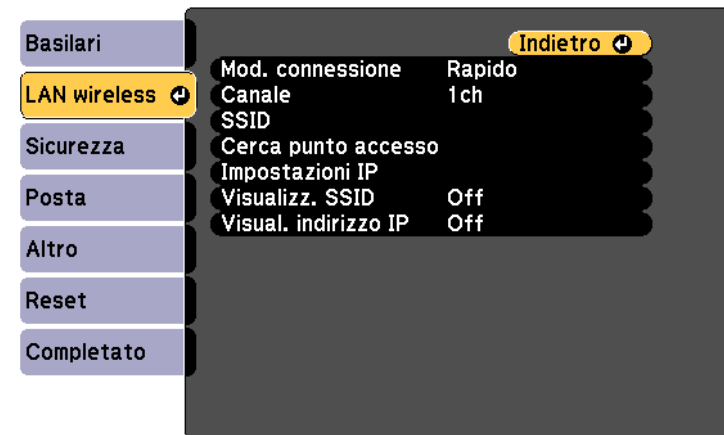 Basilari
LAN wireless
Sicurezza
Posta
Altro
Reset
Completato
Indietro
Mod. connessione Rapido
Canale 1ch
SSID
Cerca punto accesso
Impostazioni IP
Visualizz. SSID Off
Visual. indirizzo IP Off